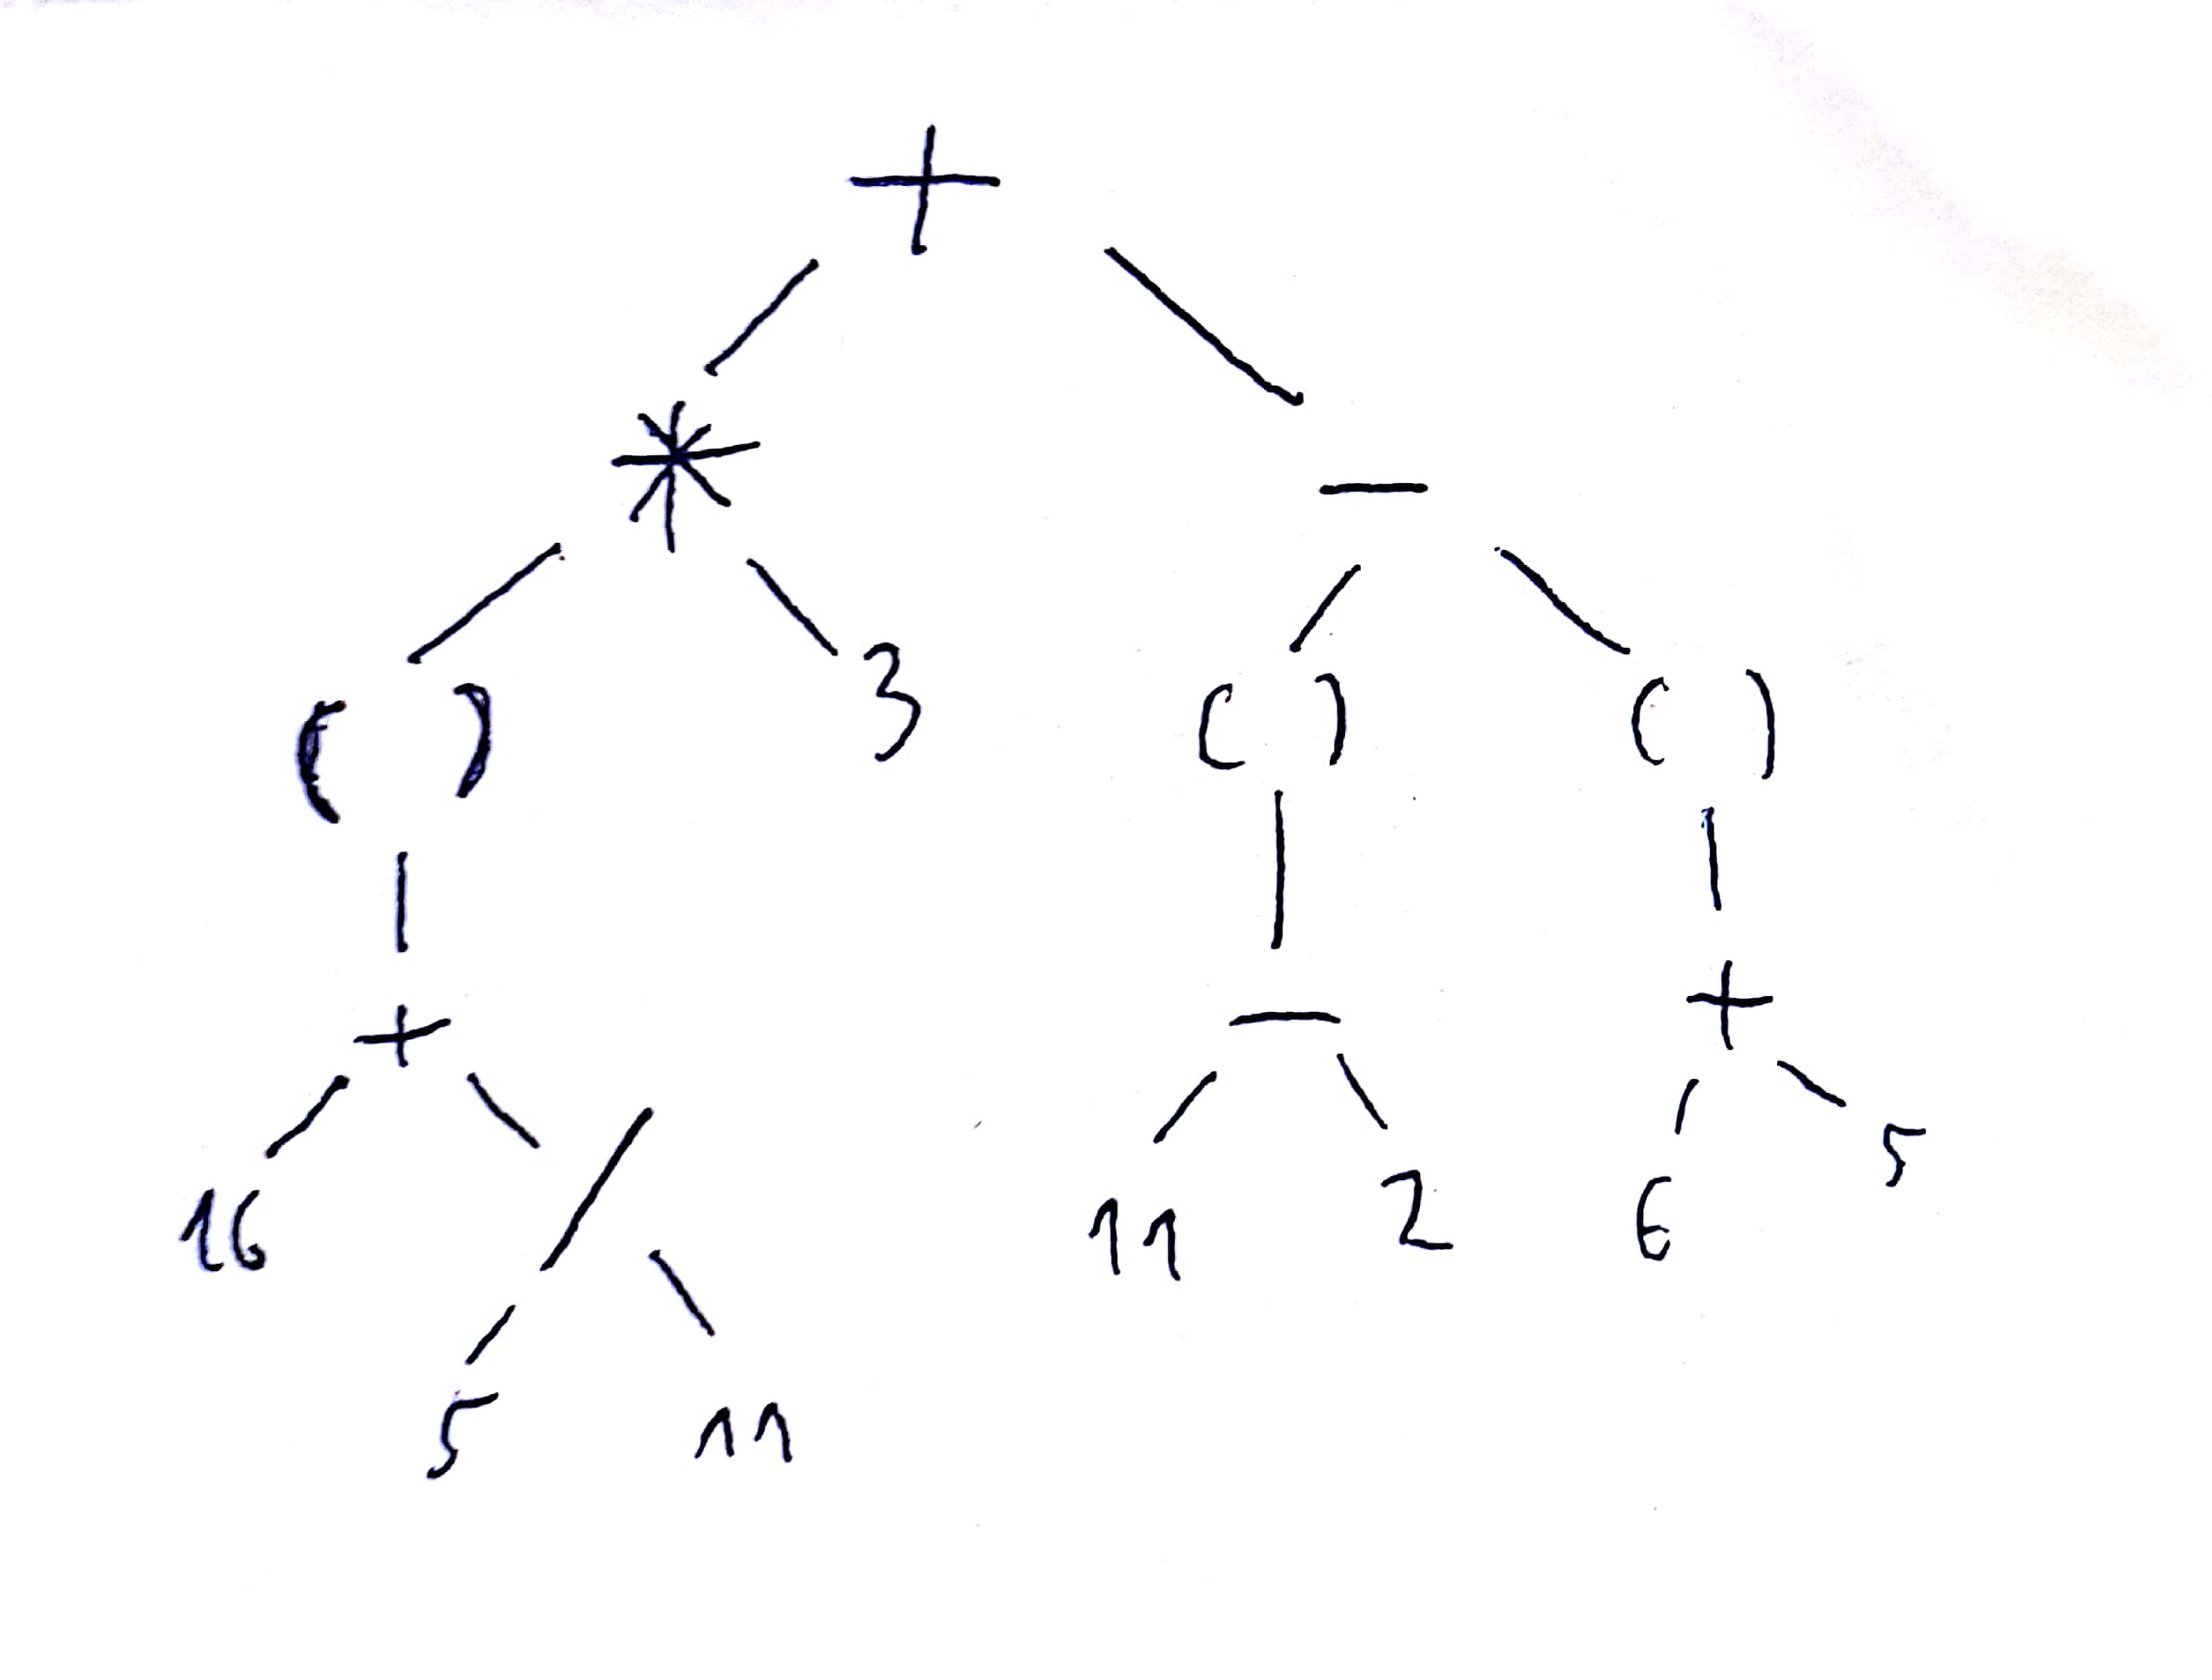 +
* -
( ) 3 ( ) ( )
+ - +
16 / 11 2 6 5
5 11